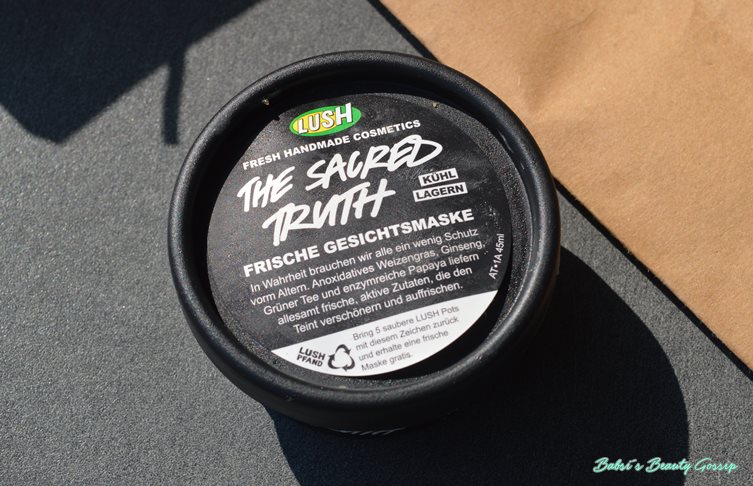 LUSH
FRESH HANDMADE COSMETICS
THE SACRED
TRUTH
KÜHL
LAGERN
FRISCHE GESICHTSMASKE
In Wahrheit brauchen wir alle ein wenig Schutz
vorm Altern. Anoxidatives Weizengras, Ginseng,
Grüner Tee und enzymreiche Papaya liefern
allesamt frische, aktive Zutaten, die den
Teint verschönern und auffrischen.
AT•1A 45ml
LUSH
PFAND
Bring 5 saubere LUSH Pots
mit diesem Zeichen zurück
und erhalte eine frische
Maske gratis.
Babsi's Beauty Gossip